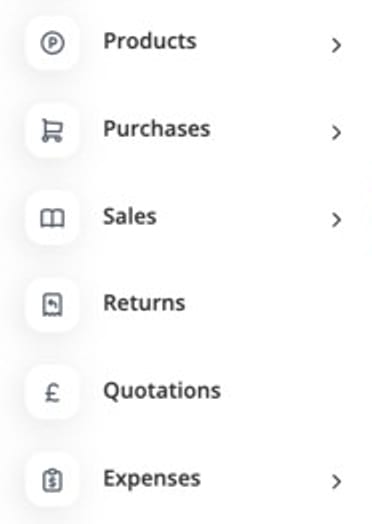 Products
Purchases
Sales
Returns
Quotations
Expenses